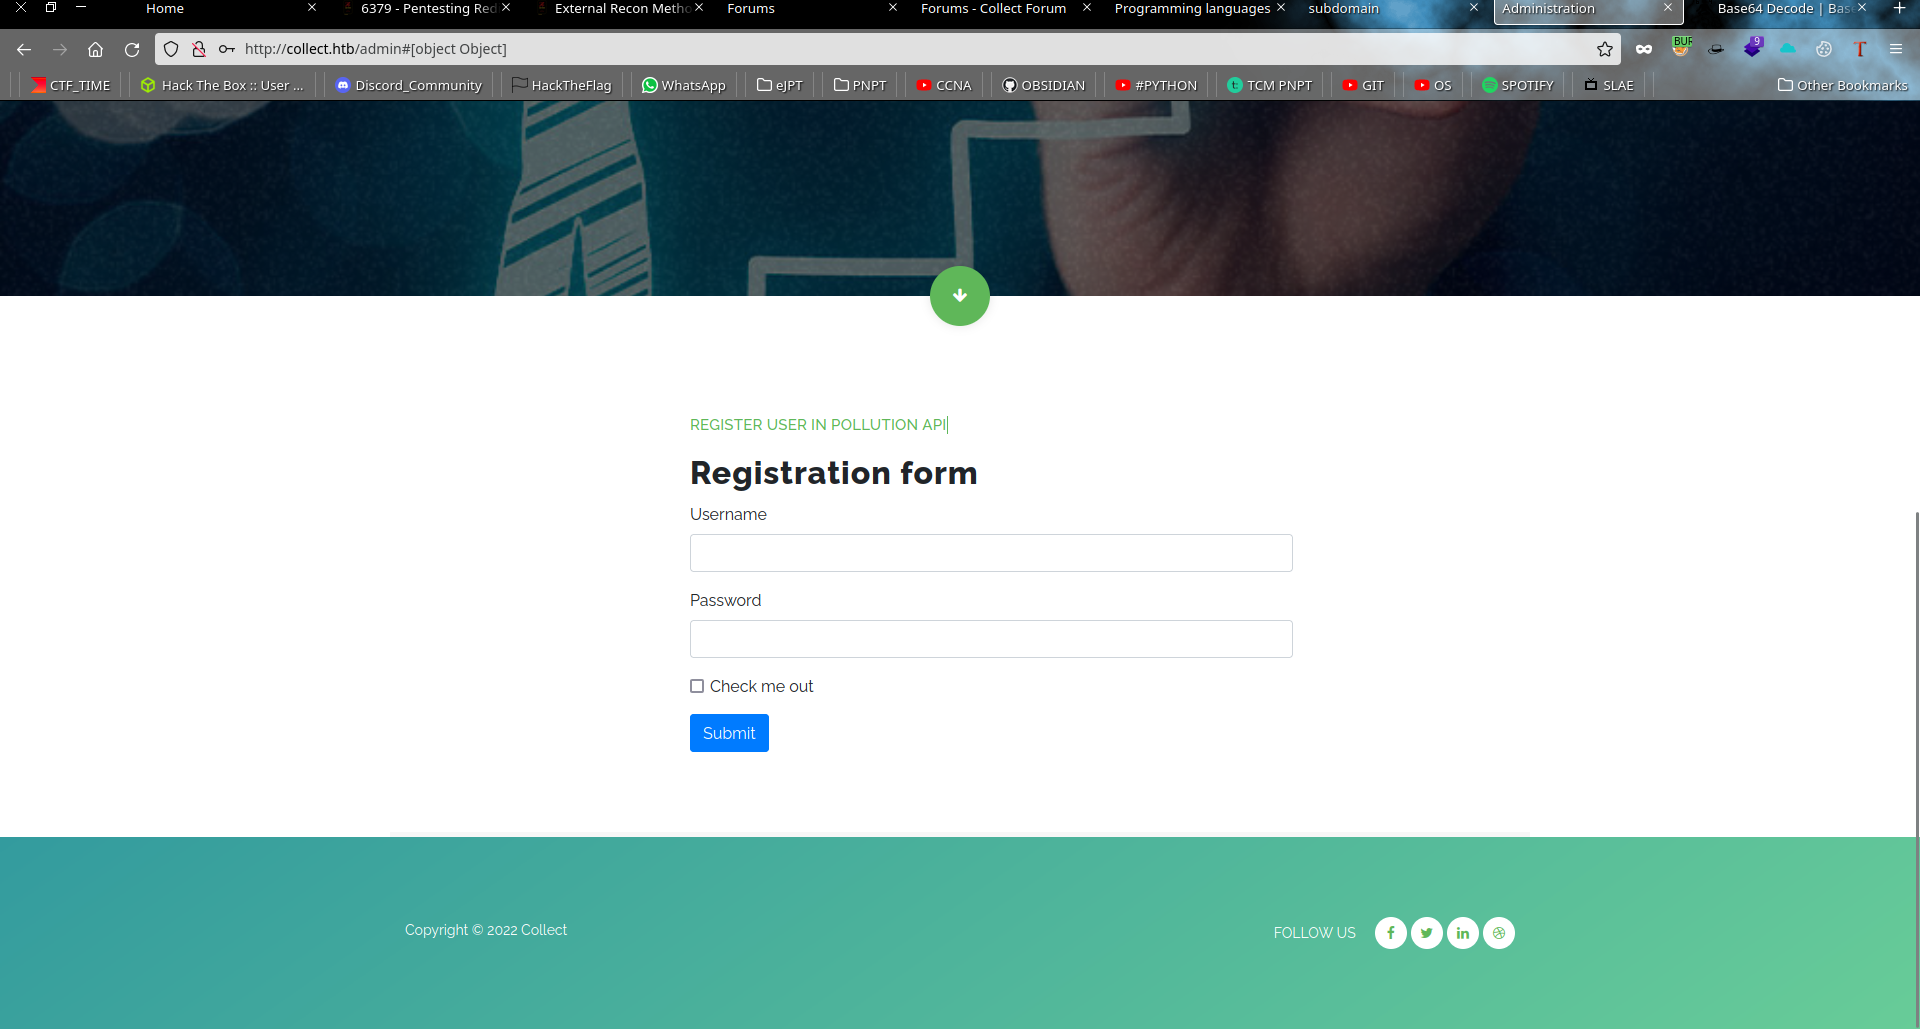 Home
6379 - Pentesting Red
External Recon Metho
Forums
Forums - Collect Forum
Programming languages
subdomain
Administration
Base64 Decode | Bas
http://collect.htb/admin#[object Object]
BUR
9
T
CTF_TIME
Hack The Box :: User ...
Discord_Community
HackTheFlag
WhatsApp
eJPT
PNPT
CCNA
OBSIDIAN
#PYTHON
TCM PNPT
GIT
OS
SPOTIFY
SLAE
Other Bookmarks
REGISTER USER IN POLLUTION API
Registration form
Username
Password
Check me out
Submit
Copyright © 2022 Collect
FOLLOW US